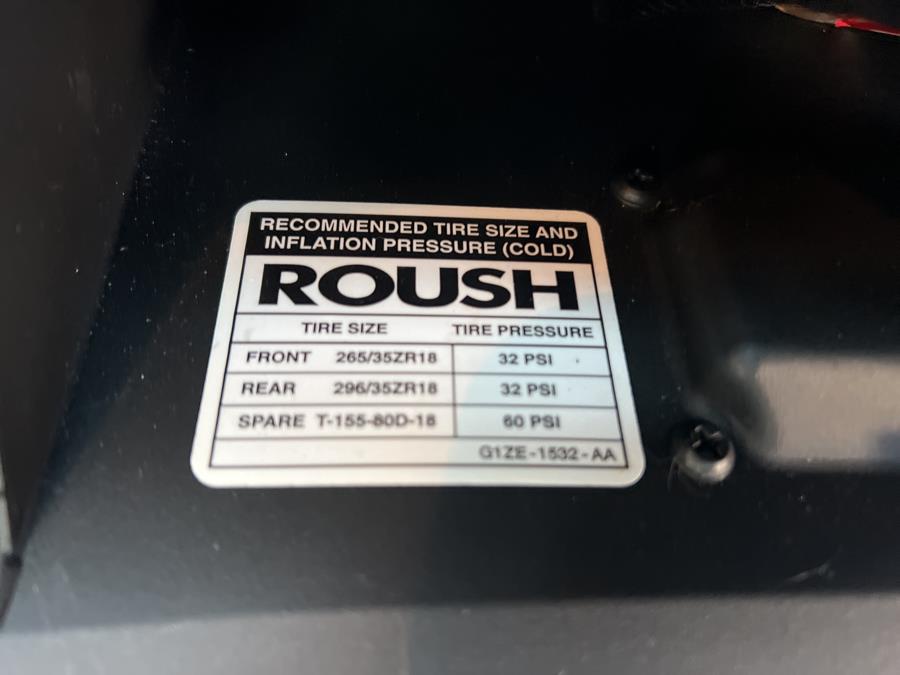 RECOMMENDED TIRE SIZE AND
INFLATION PRESSURE (COLD)
ROUSH
TIRE SIZE TIRE PRESSURE
FRONT 265/35ZR18 32 PSI
REAR 296/35ZR18 32 PSI
SPARE T-155-80D-18 60 PSI
G1ZE-1532-AA